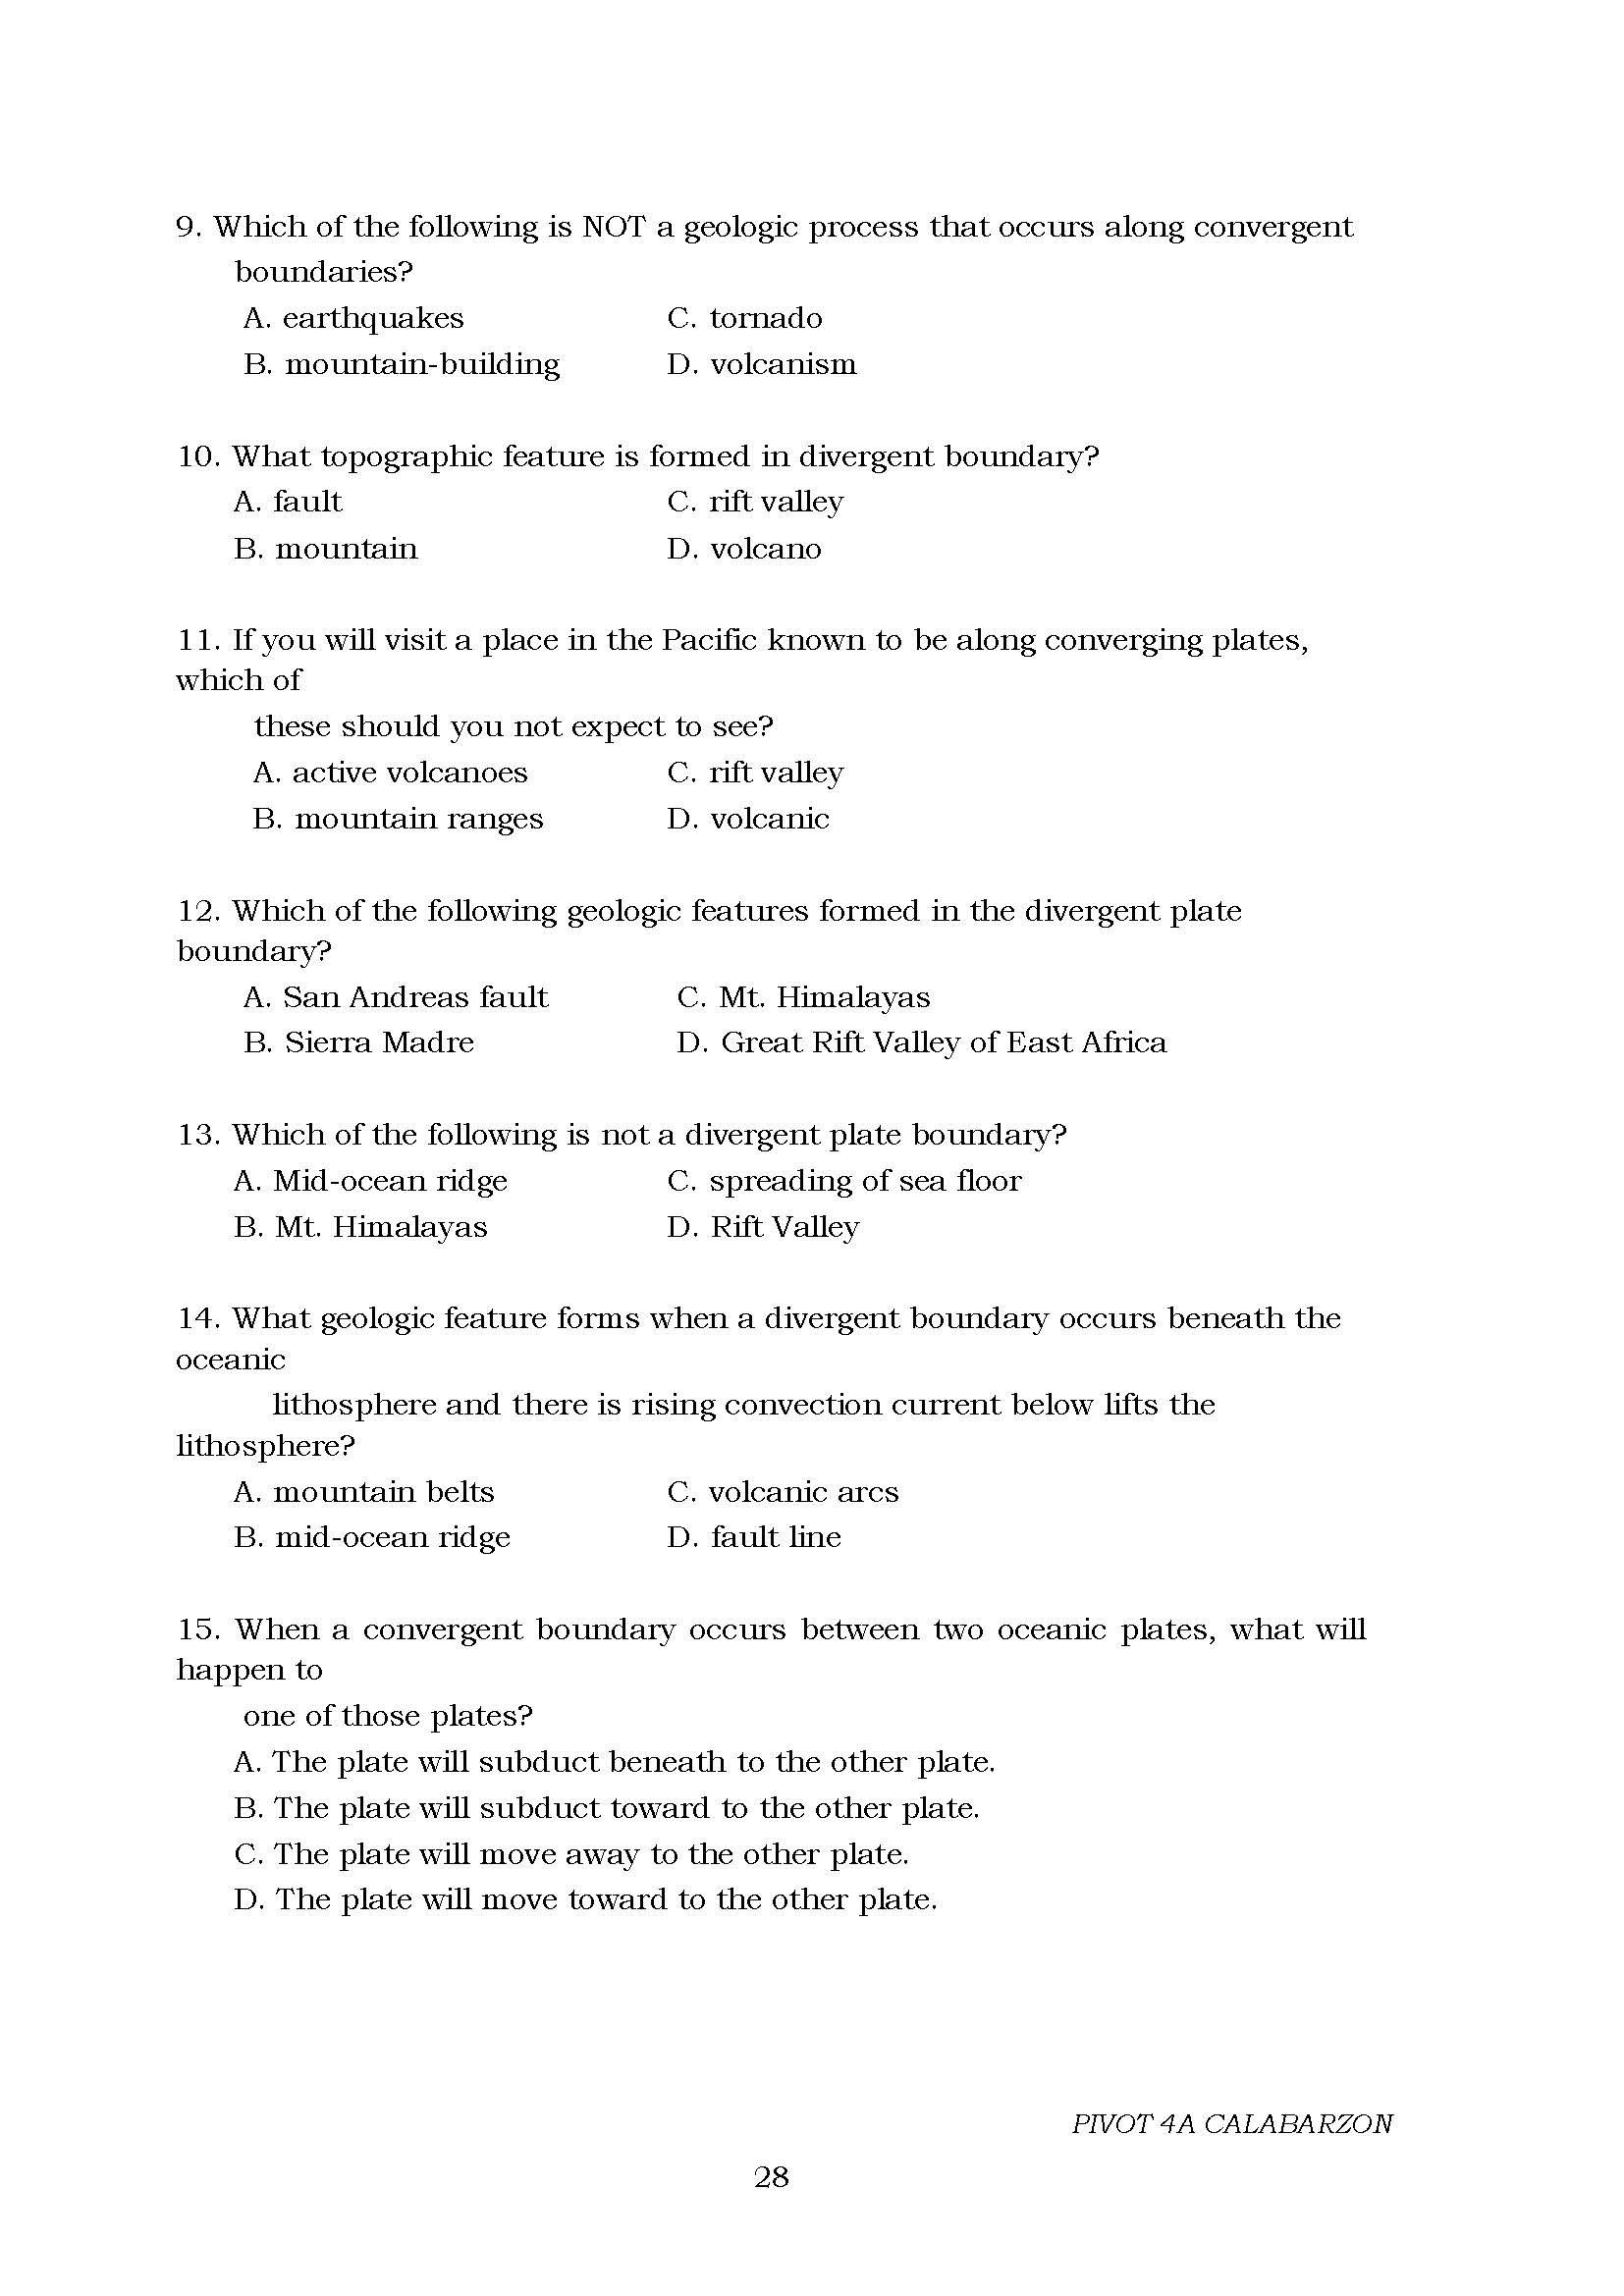 9. Which of the following is NOT a geologic process that occurs along convergent
boundaries?
A. earthquakes C. tornado
B. mountain-building D. volcanism
10. What topographic feature is formed in divergent boundary?
A. fault C. rift valley
B. mountain D. volcano
11. If you will visit a place in the Pacific known to be along converging plates,
which of
these should you not expect to see?
A. active volcanoes C. rift valley
B. mountain ranges D. volcanic
12. Which of the following geologic features formed in the divergent plate
boundary?
A. San Andreas fault C. Mt. Himalayas
B. Sierra Madre D. Great Rift Valley of East Africa
13. Which of the following is not a divergent plate boundary?
A. Mid-ocean ridge C. spreading of sea floor
B. Mt. Himalayas D. Rift Valley
14. What geologic feature forms when a divergent boundary occurs beneath the
oceanic
lithosphere and there is rising convection current below lifts the
lithosphere?
A. mountain belts C. volcanic arcs
B. mid-ocean ridge D. fault line
15. When a convergent boundary occurs between two oceanic plates, what will
happen to
one of those plates?
A. The plate will subduct beneath to the other plate.
B. The plate will subduct toward to the other plate.
C. The plate will move away to the other plate.
D. The plate will move toward to the other plate.
PIVOT 4A CALABARZON
28